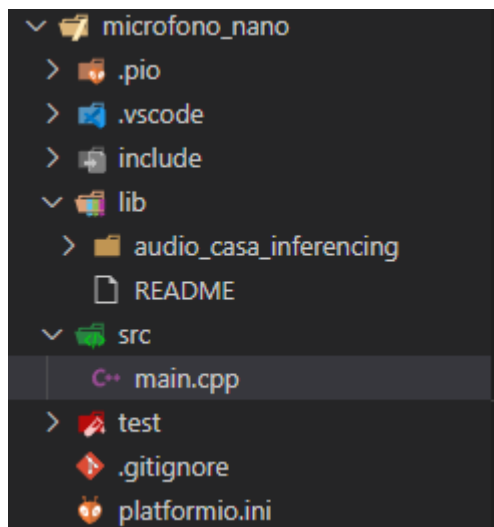 microfono_nano
.pio
.vscode
include
lib
audio_casa_inferencing
README
src
C++ main.cpp
test
.gitignore
platformio.ini